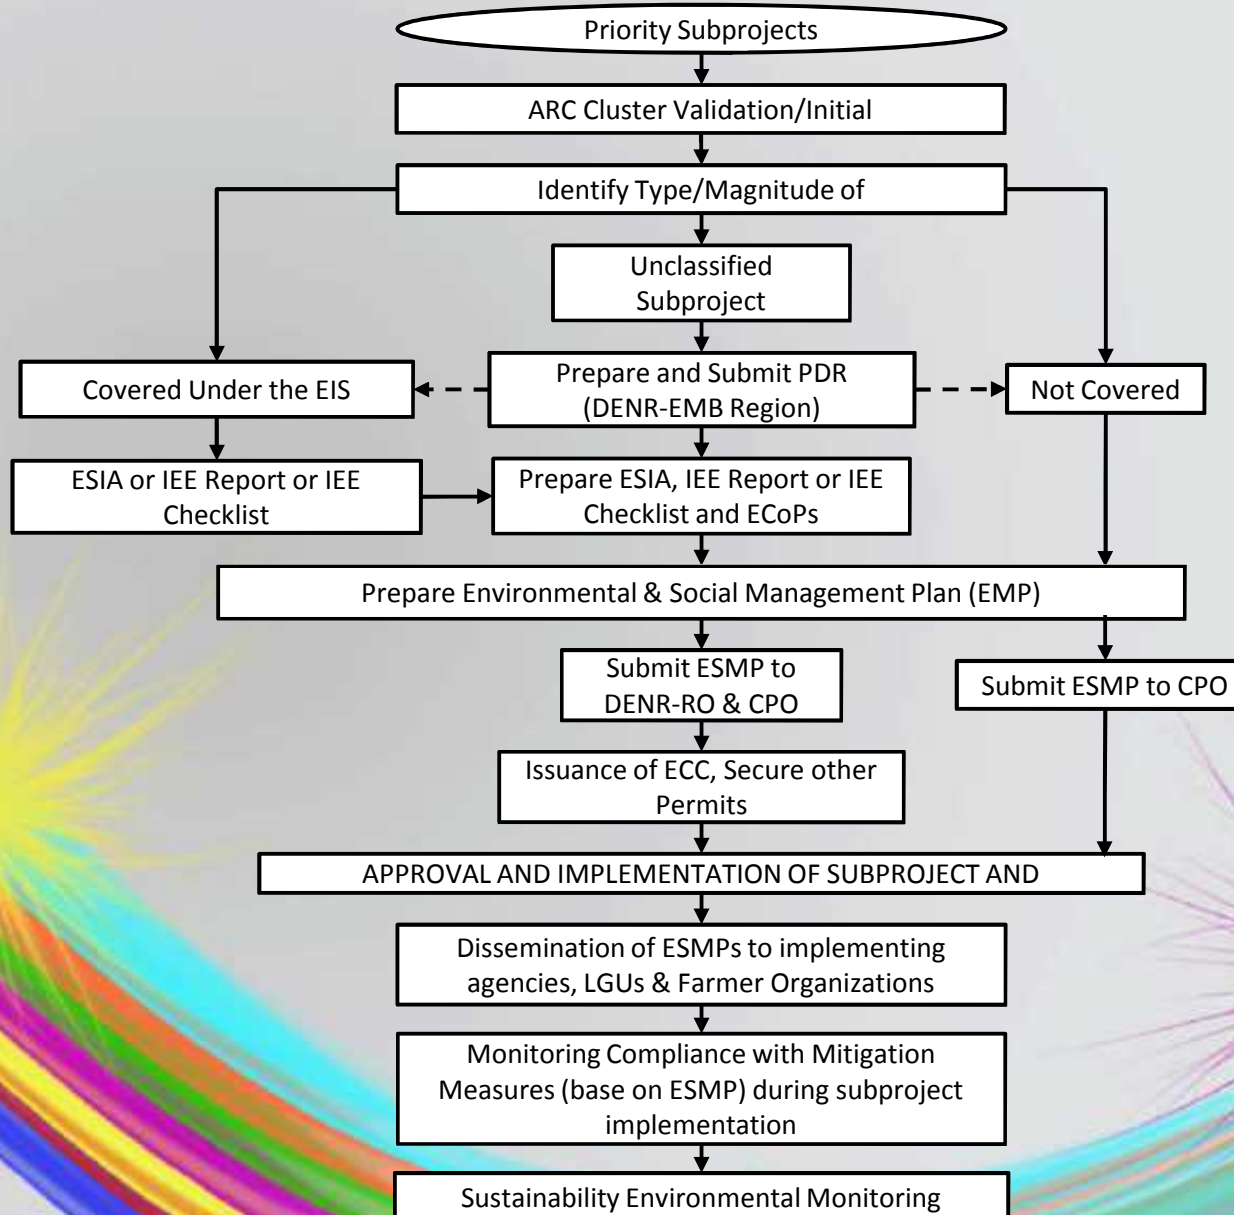 Priority Subprojects
ARC Cluster Validation/Initial
Identify Type/Magnitude of
Unclassified
Subproject
Covered Under the EIS
Prepare and Submit PDR
(DENR-EMB Region)
Not Covered
ESIA or IEE Report or IEE
Checklist
Prepare ESIA, IEE Report or IEE
Checklist and ECoPs
Prepare Environmental & Social Management Plan (EMP)
Submit ESMP to
DENR-RO & CPO
Submit ESMP to CPO
Issuance of ECC, Secure other
Permits
APPROVAL AND IMPLEMENTATION OF SUBPROJECT AND
Dissemination of ESMPs to implementing
agencies, LGUs & Farmer Organizations
Monitoring Compliance with Mitigation
Measures (base on ESMP) during subproject
implementation
Sustainability Environmental Monitoring